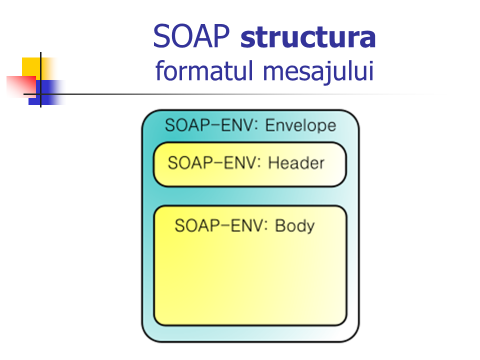 SOAP structura
formatul mesajului
SOAP-ENV: Envelope
SOAP-ENV: Header
SOAP-ENV: Body